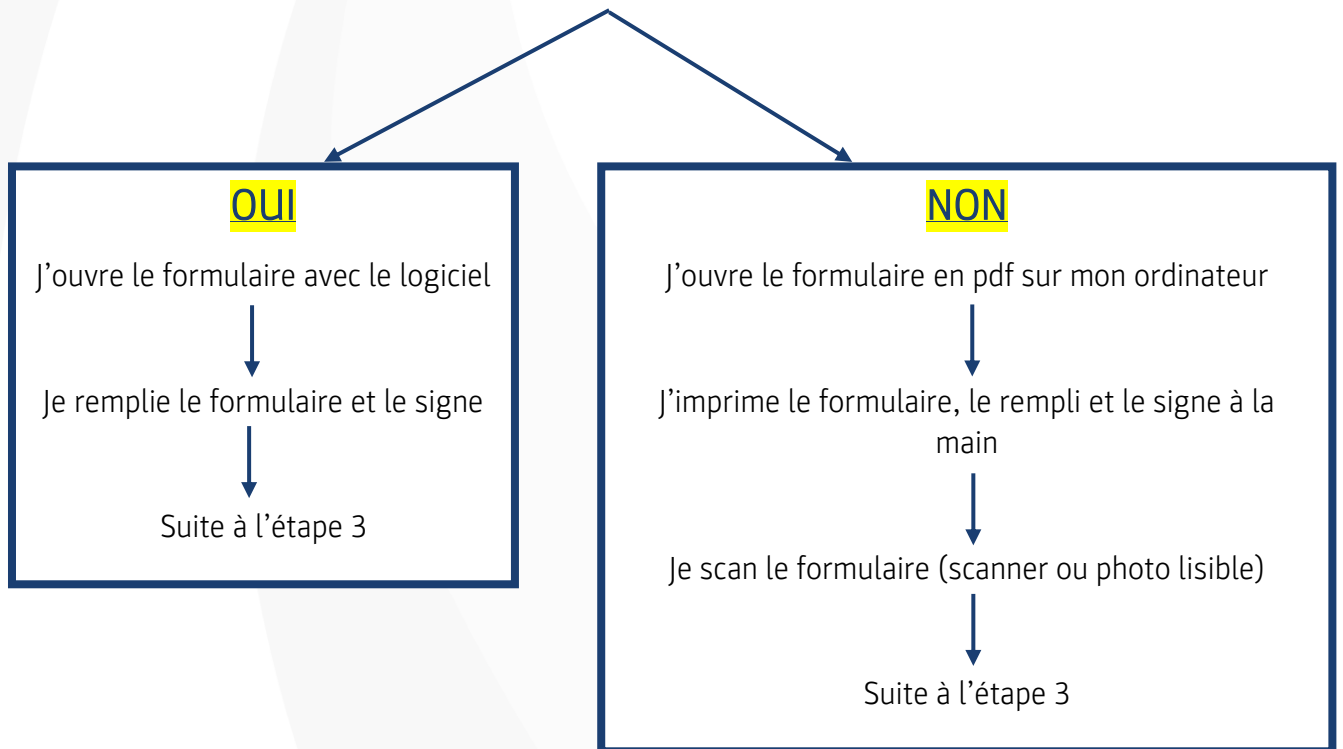 OUI
J’ouvre le formulaire avec le logiciel
Je remplie le formulaire et le signe
Suite à l’étape 3
NON
J’ouvre le formulaire en pdf sur mon ordinateur
J’imprime le formulaire, le rempli et le signe à la
main
Je scan le formulaire (scanner ou photo lisible)
Suite à l’étape 3